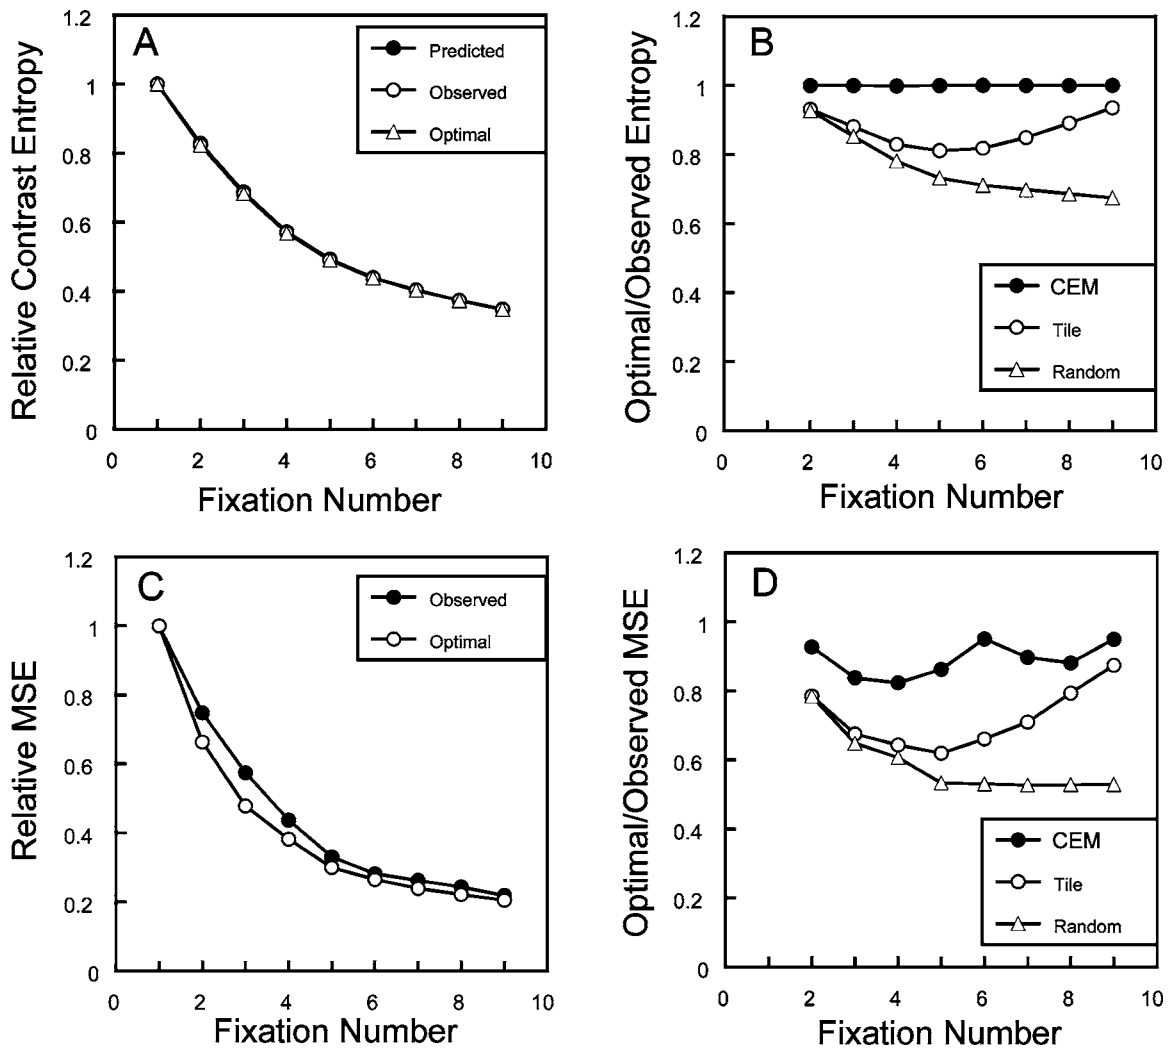 A
Relative Contrast Entropy
1.2
1
0.8
0.6
0.4
0.2
0
Predicted
Observed
Optimal
0 2 4 6 8 10
Fixation Number
B
Optimal/Observed Entropy
1.2
1
0.8
0.6
0.4
0.2
0
CEM
Tile
Random
0 2 4 6 8 10
Fixation Number
C
Relative MSE
1.2
1
0.8
0.6
0.4
0.2
0
Observed
Optimal
0 2 4 6 8 10
Fixation Number
D
Optimal/Observed MSE
1.2
1
0.8
0.6
0.4
0.2
0
CEM
Tile
Random
0 2 4 6 8 10
Fixation Number